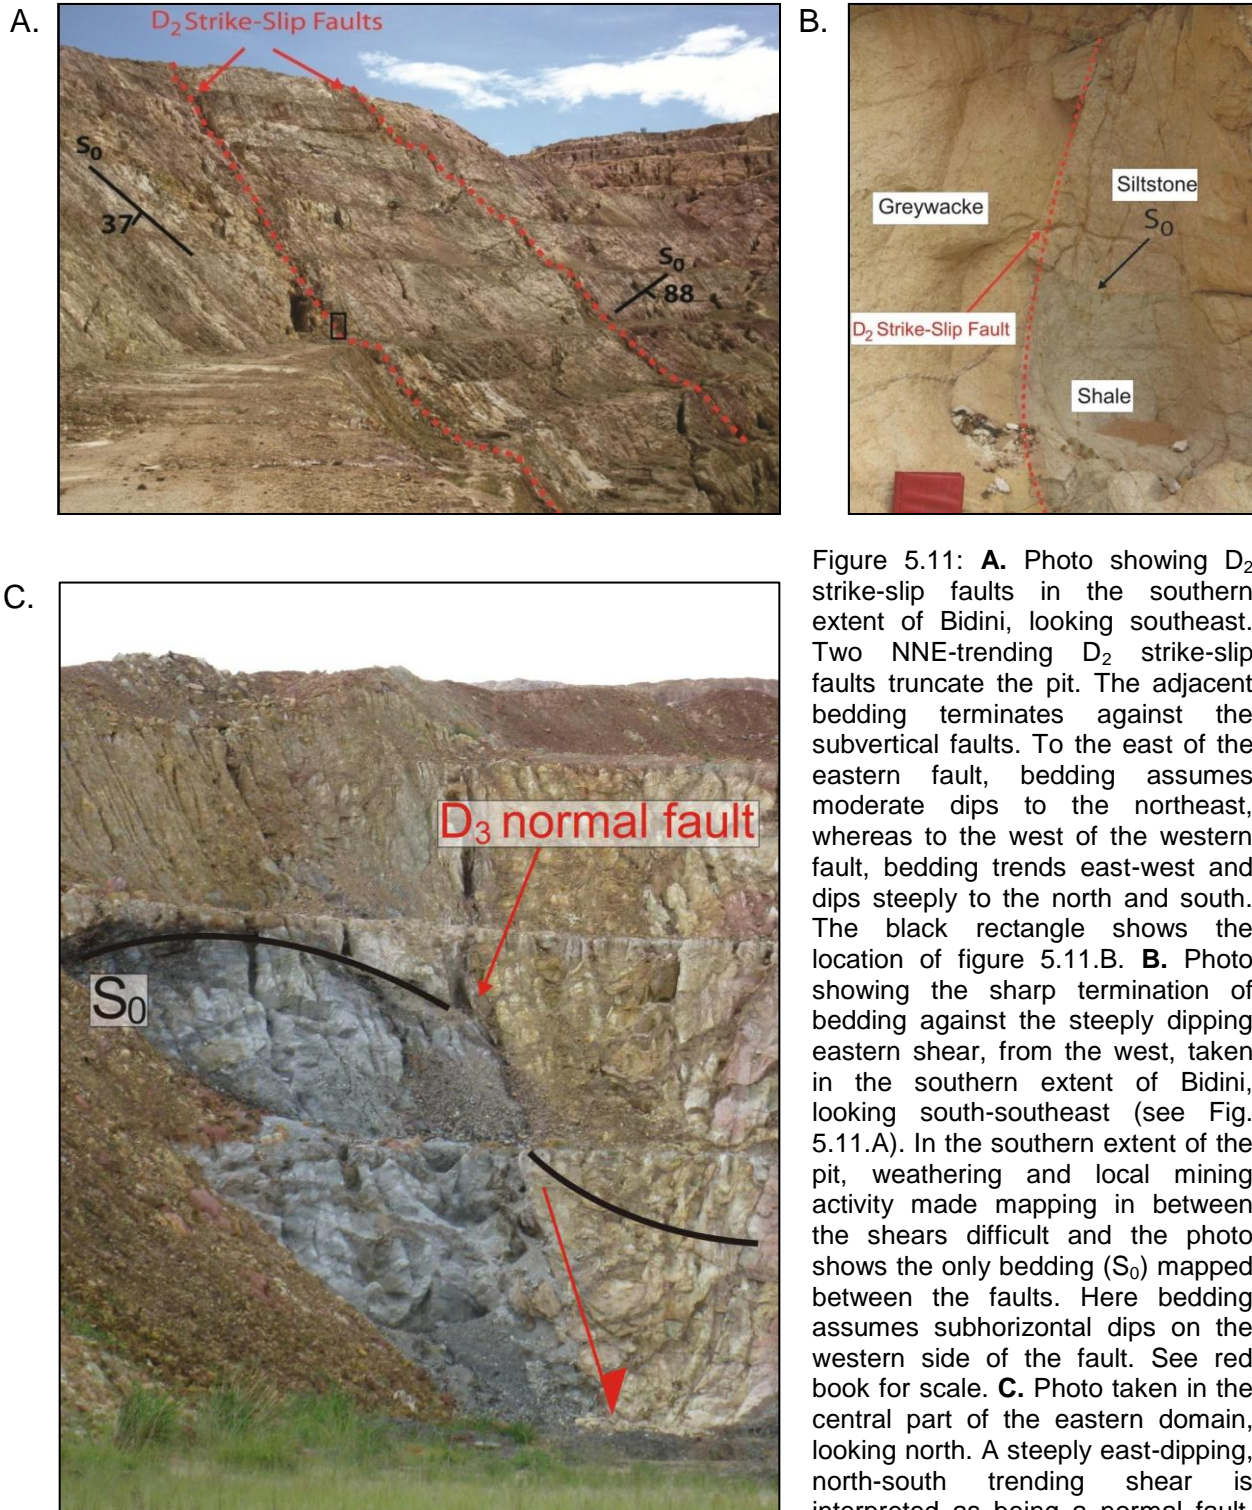 A.
D2 Strike-Slip Faults
S0
37
S0
88
B.
Greywacke
Siltstone
S0
D2 Strike-Slip Fault
Shale
C.
D3 normal fault
S0
Figure 5.11: A. Photo showing D2
strike-slip faults in the southern
extent of Bidini, looking southeast.
Two NNE-trending D2 strike-slip
faults truncate the pit. The adjacent
bedding terminates against the
subvertical faults. To the east of the
eastern fault, bedding assumes
moderate dips to the northeast,
whereas to the west of the western
fault, bedding trends east-west and
dips steeply to the north and south.
The black rectangle shows the
location of figure 5.11.B. B. Photo
showing the sharp termination of
bedding against the steeply dipping
eastern shear, from the west, taken
in the southern extent of Bidini,
looking south-southeast (see Fig.
5.11.A). In the southern extent of the
pit, weathering and local mining
activity made mapping in between
the shears difficult and the photo
shows the only bedding (S0) mapped
between the faults. Here bedding
assumes subhorizontal dips on the
western side of the fault. See red
book for scale. C. Photo taken in the
central part of the eastern domain,
looking north. A steeply east-dipping,
north-south trending shear is
interpreted as being a normal fault.